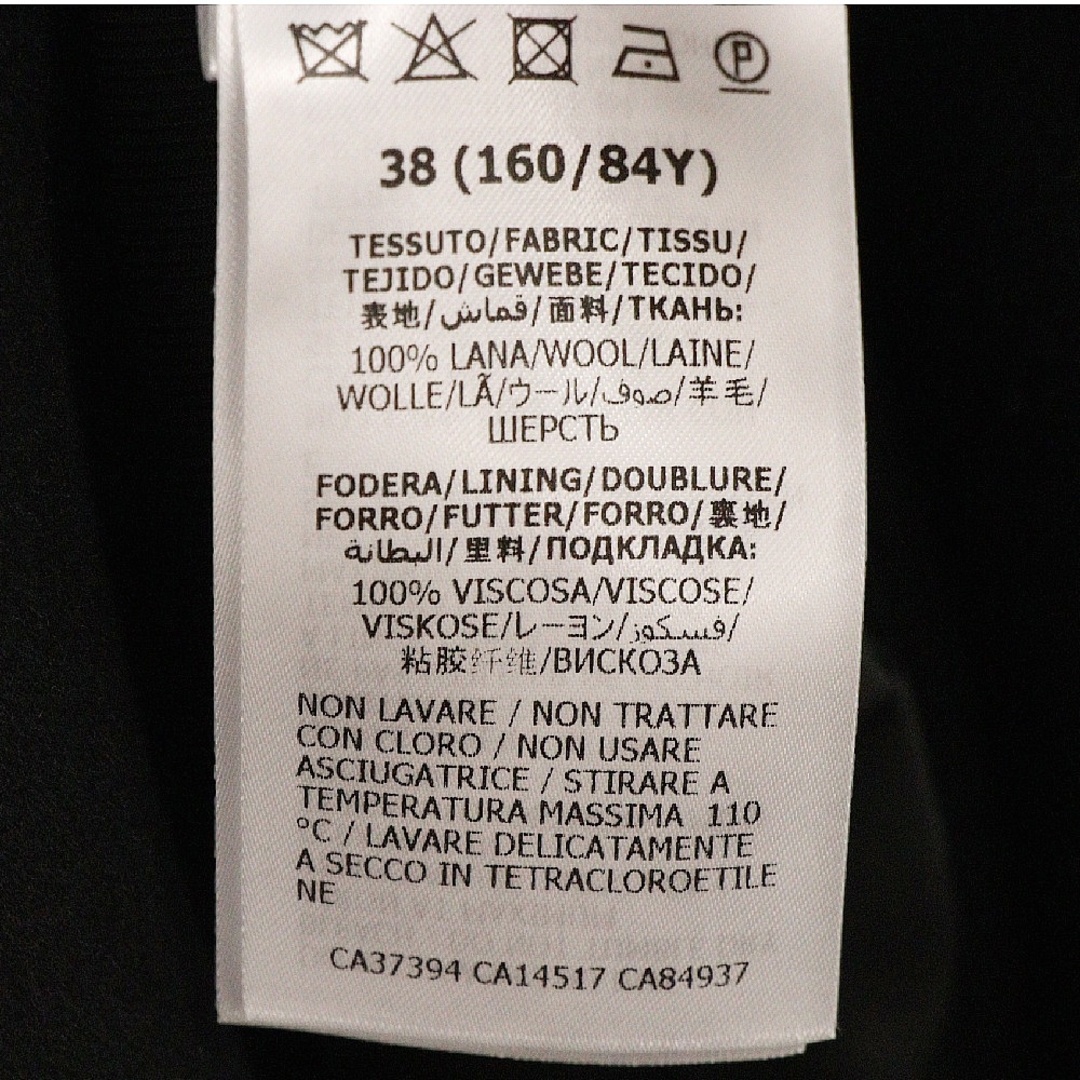 P
38 (160/84Y)
TESSUTO/FABRIC/TISSU/
TEJIDO/GEWEBE/TECIDO/
表地/قماش/面料/ТКАНЬ:
100% LANA/WOOL/LAINE/
WOLLE/LÃ/ウール/صوف/羊毛/
ШЕРСТЬ
FODERA/LINING/DOUBLURE/
FORRO/FUTTER/FORRO/裏地/
البطانة/里料/ПОДКЛАДКА:
100% VISCOSA/VISCOSE/
VISKOSE/レーヨン/فسكوز/
粘胶纤维/ВИСКОЗА
NON LAVARE / NON TRATTARE
CON CLORO / NON USARE
ASCIUGATRICE / STIRARE A
TEMPERATURA MASSIMA 110
°C / LAVARE DELICATAMENTE
A SECCO IN TETRACLOROETILE
NE
CA37394 CA14517 CA84937